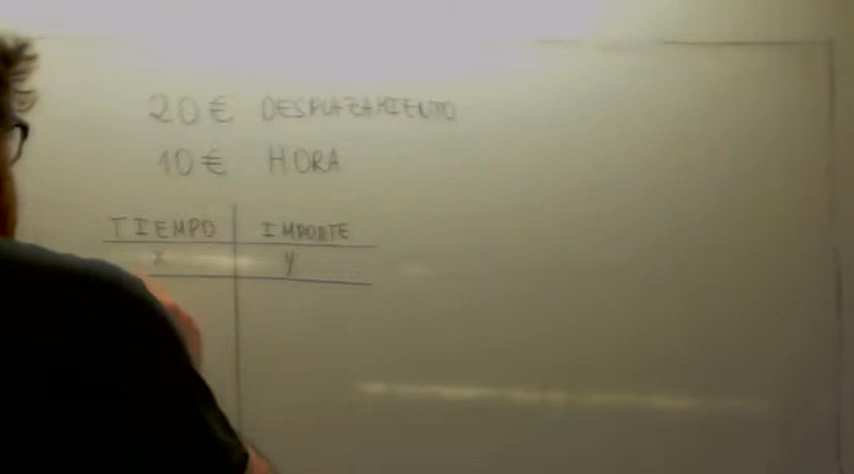 20 € DESPLAZAMIENTO
10 € HORA
TIEMPO IMPORTE
x y